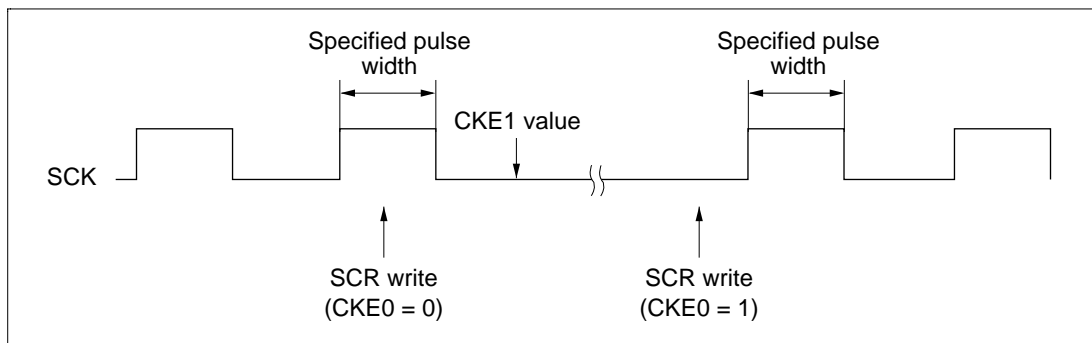 Specified pulse
width
Specified pulse
width
CKE1 value
SCK
SCR write
(CKE0 = 0)
SCR write
(CKE0 = 1)